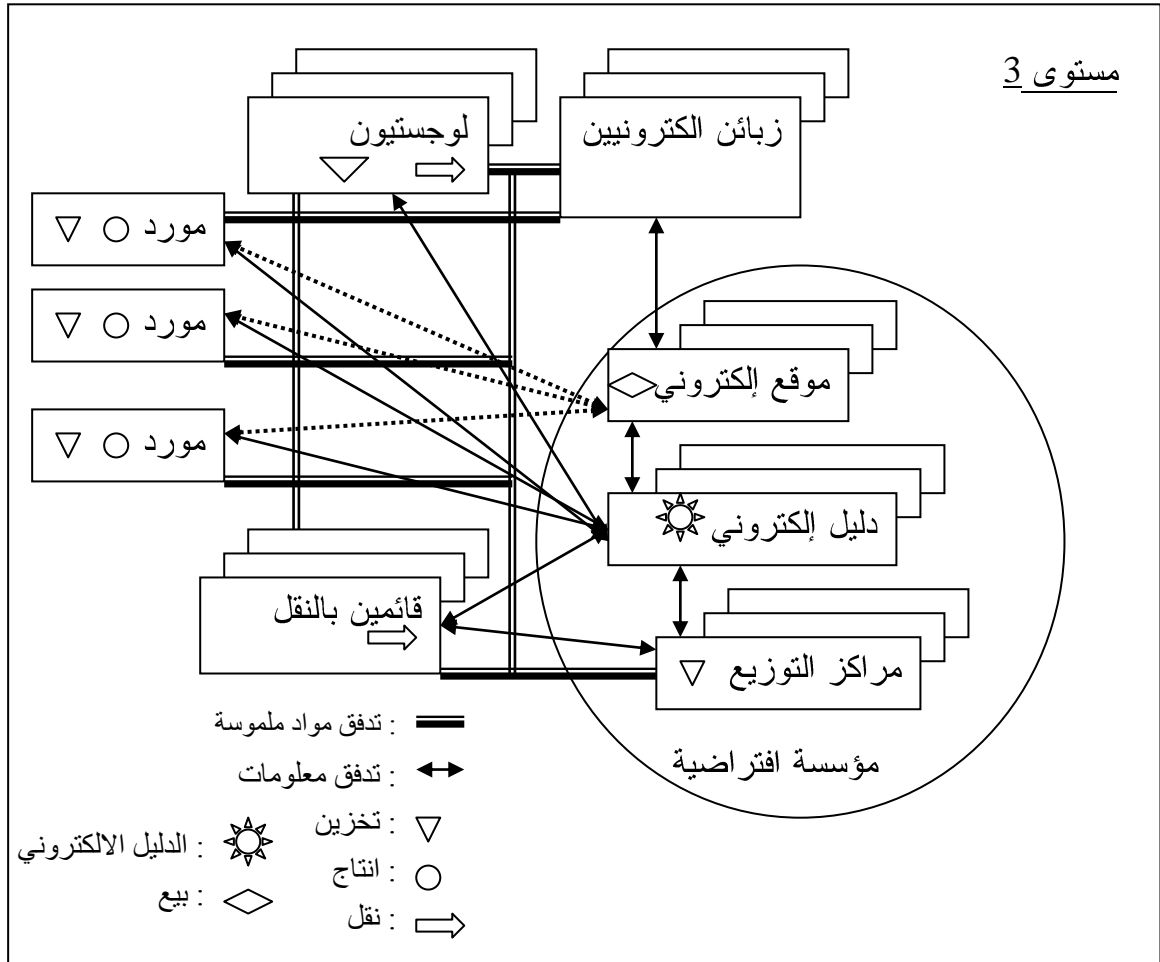 مستوى 3
زبائن الكترونيين
لوجستيون
مورد
مورد
مورد
موقع إلكتروني
دليل إلكتروني
قائمين بالنقل
مراكز التوزيع
مؤسسة افتراضية
: تدفق مواد ملموسة
: تدفق معلومات
: تخزين
: انتاج
: نقل
: الدليل الالكتروني
: بيع